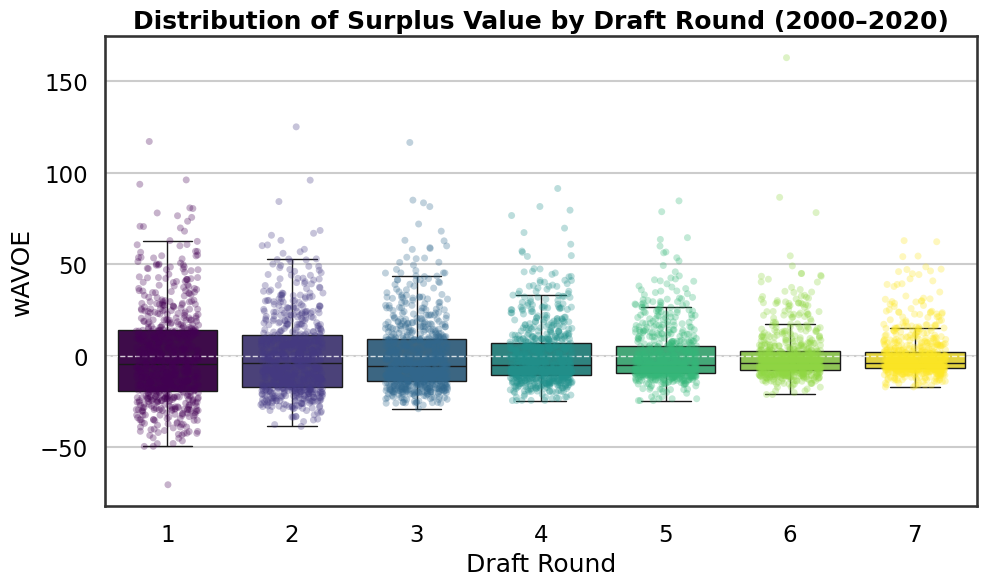 Distribution of Surplus Value by Draft Round (2000–2020)
150
100
50
0
−50
wAVOE
1 2 3 4 5 6 7
Draft Round